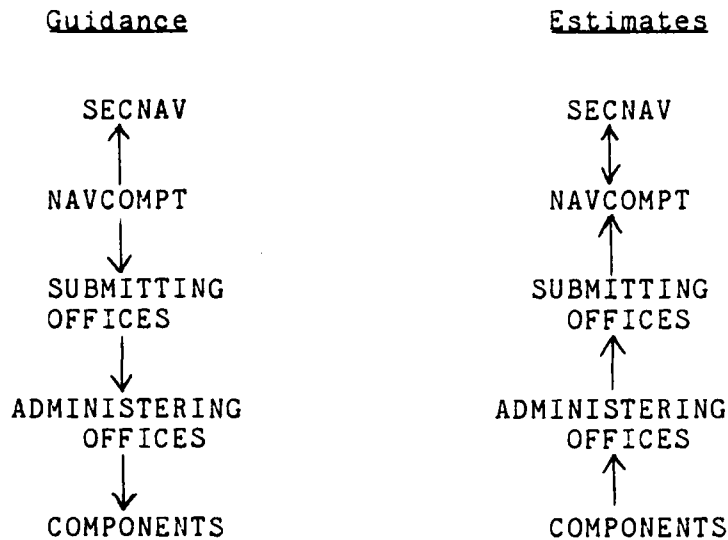 Guidance
SECNAV
NAVCOMPT
SUBMITTING
OFFICES
ADMINISTERING
OFFICES
COMPONENTS
Estimates
SECNAV
NAVCOMPT
SUBMITTING
OFFICES
ADMINISTERING
OFFICES
COMPONENTS